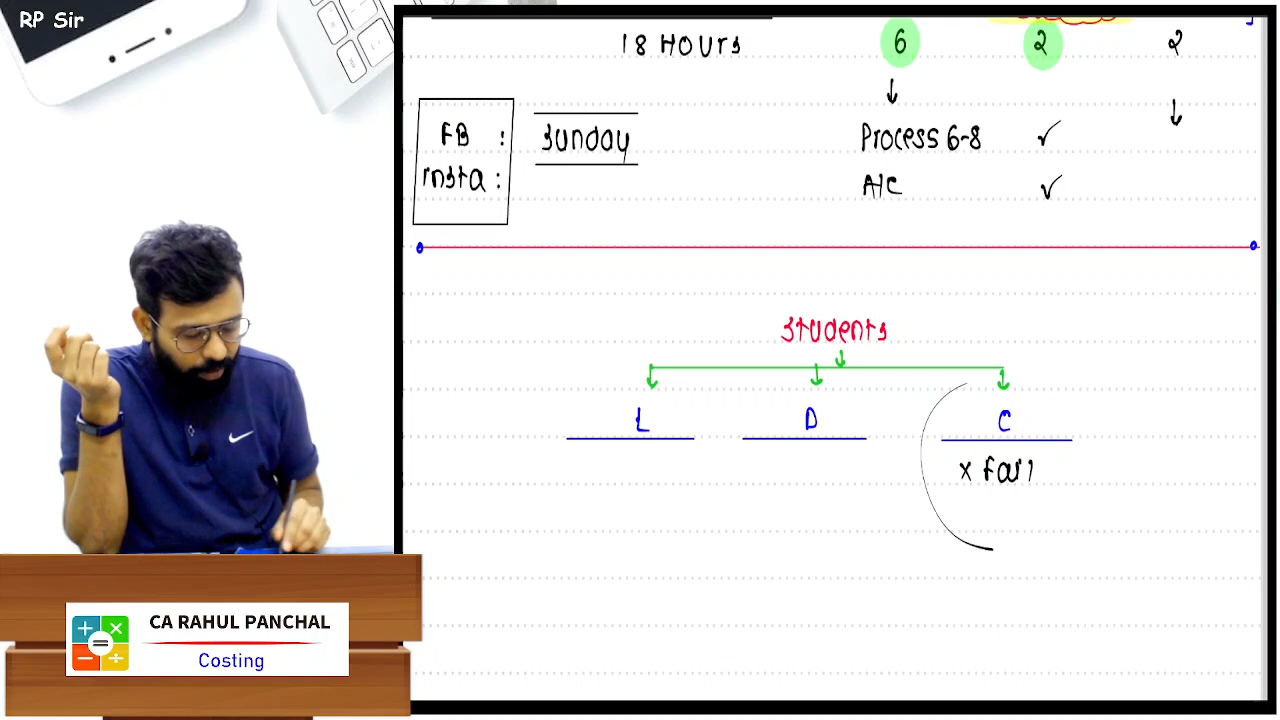 RP Sir
18 HOURS 6 2 2
FB : Sunday
Insta :
Process 6-8 ✓
A/C ✓
Students
L D C
x fail
CA RAHUL PANCHAL
Costing